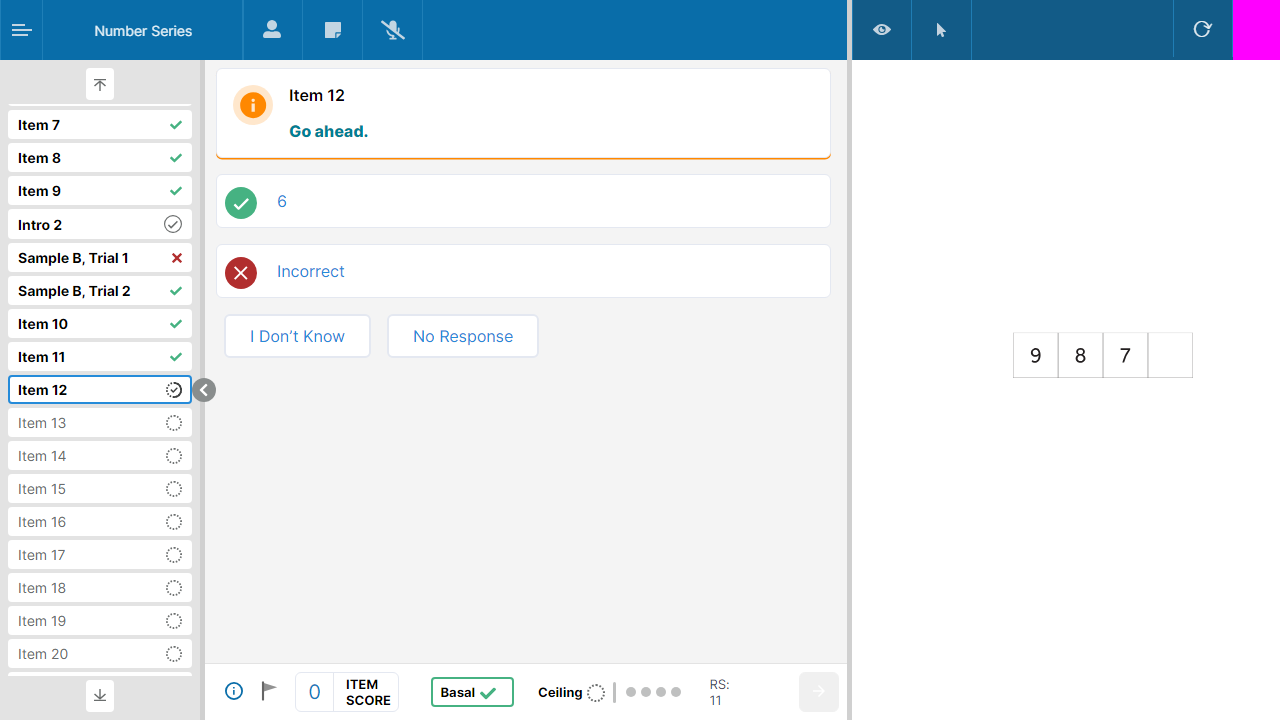 Number Series
Item 7
Item 8
Item 9
Intro 2
Sample B, Trial 1
Sample B, Trial 2
Item 10
Item 11
Item 12
Item 13
Item 14
Item 15
Item 16
Item 17
Item 18
Item 19
Item 20
Item 12
Go ahead.
6
Incorrect
I Don't Know
No Response
0 ITEM SCORE
Basal
Ceiling
RS:
11
9 8 7